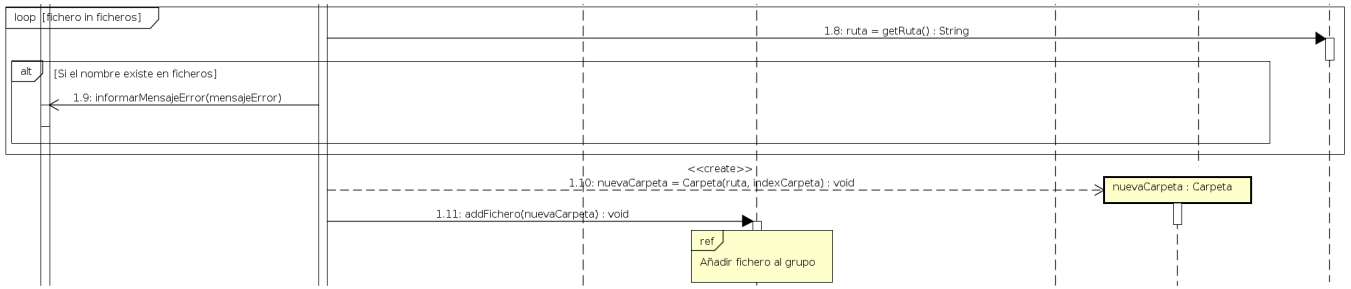 loop [fichero in ficheros]
1.8: ruta = getRuta() : String
alt [Si el nombre existe en ficheros]
1.9: informarMensajeError(mensajeError)
<<create>>
1.10: nuevaCarpeta = Carpeta(ruta, indexCarpeta) : void
nuevaCarpeta : Carpeta
1.11: addFichero(nuevaCarpeta) : void
ref
Añadir fichero al grupo